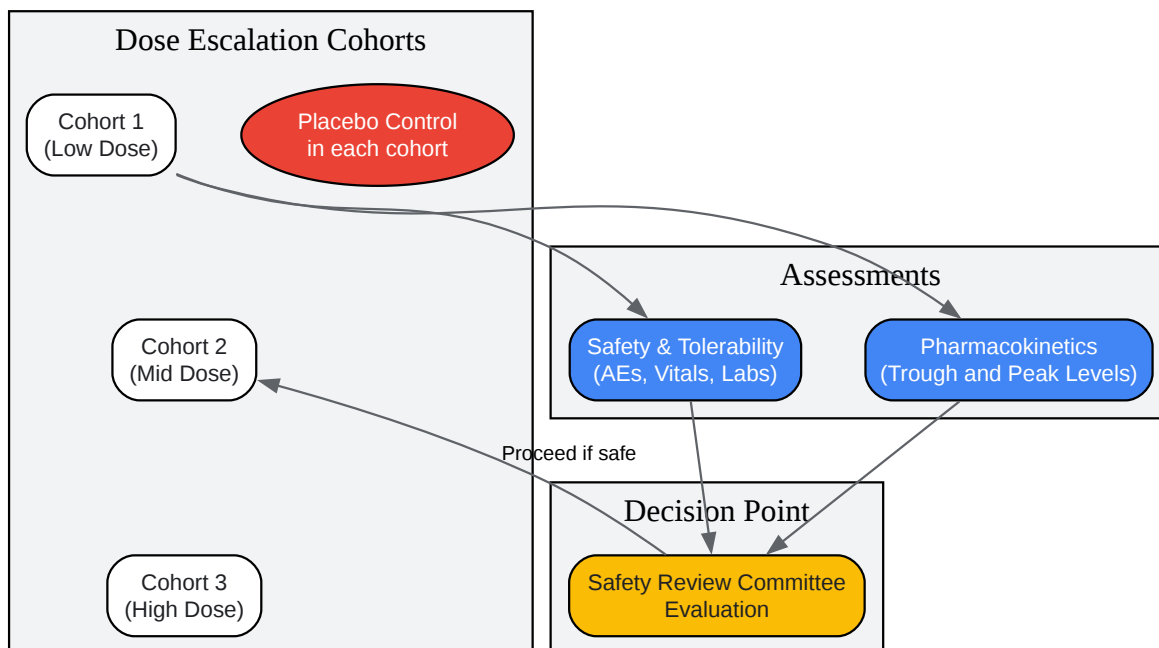 Dose Escalation Cohorts
Cohort 1
(Low Dose)
Placebo Control
in each cohort
Assessments
Cohort 2
(Mid Dose)
Safety & Tolerability
(AEs, Vitals, Labs)
Pharmacokinetics
(Trough and Peak Levels)
Proceed if safe
Decision Point
Cohort 3
(High Dose)
Safety Review Committee
Evaluation